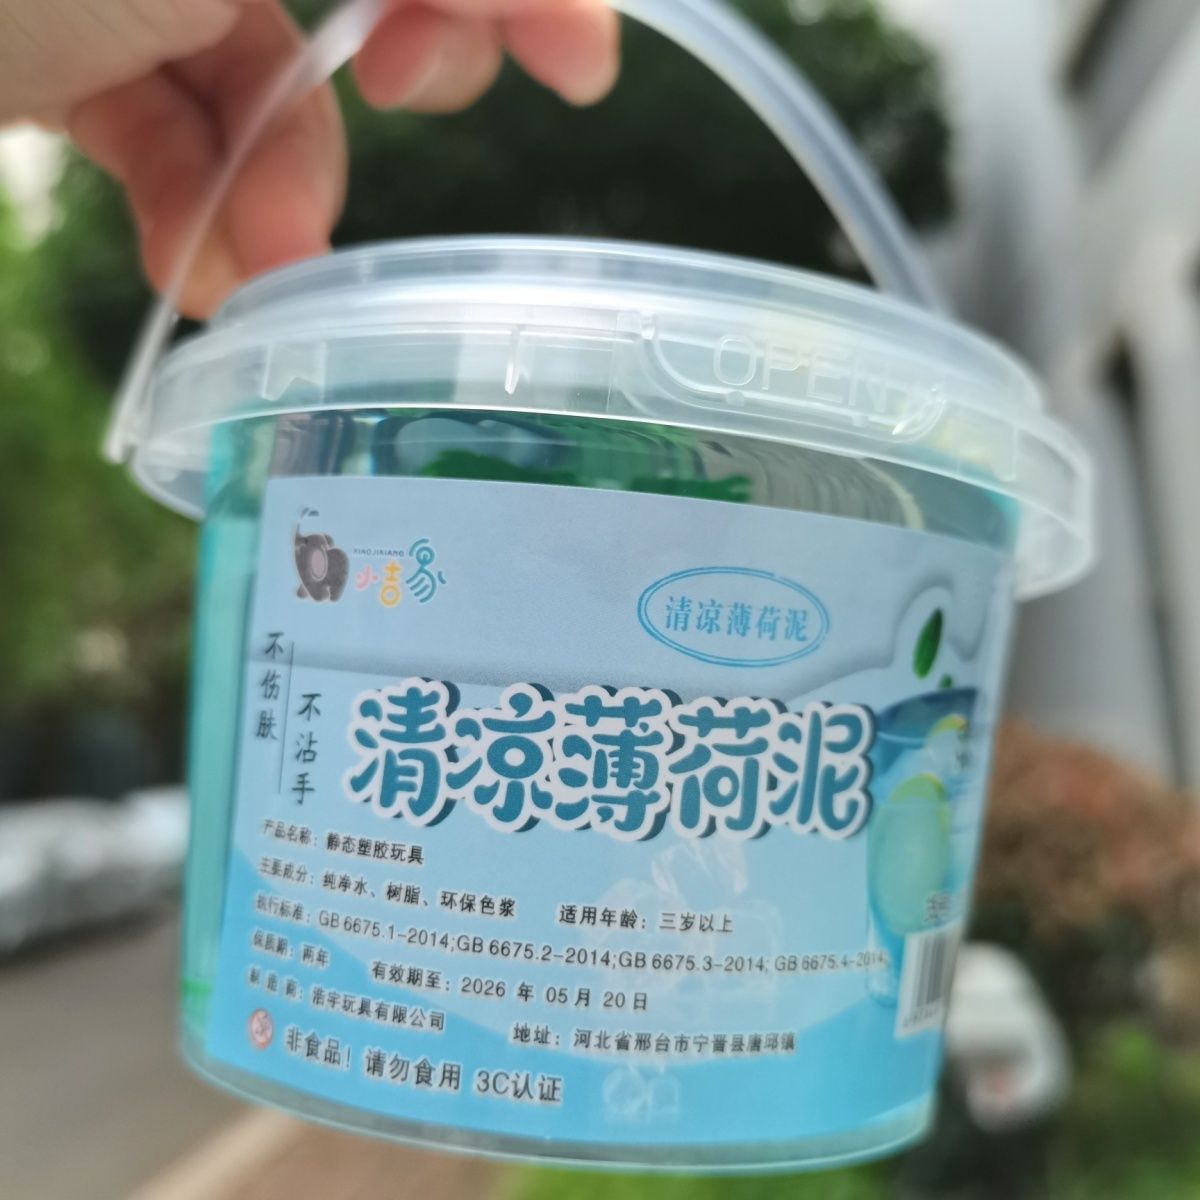 OPEN
XIAOJIXIANG
小吉象
清凉薄荷泥
不伤肤
不沾手
清凉薄荷泥
产品名称：静态塑胶玩具
主要成分：纯净水、树脂、环保色浆 适用年龄：三岁以上
执行标准：GB 6675.1-2014;GB 6675.2-2014;GB 6675.3-2014; GB 6675.4-2014
保质期：两年 有效期至：2026 年 05月 20日
制造商：浩宇玩具有限公司 地址：河北省邢台市宁晋县唐邱镇
非食品！请勿食用 3C认证